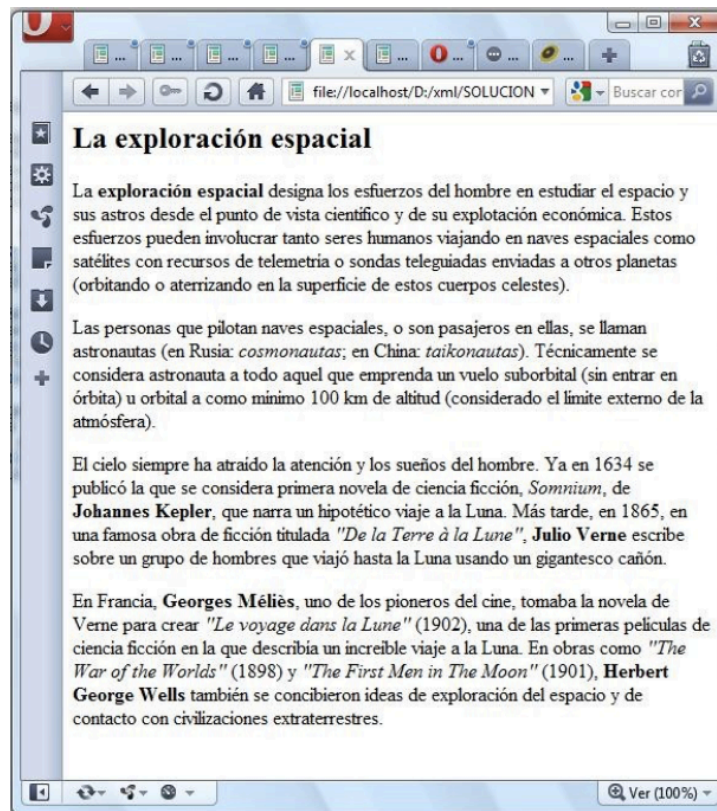 file://localhost/D:/xml/SOLUCION
Buscar cor
La exploración espacial
La exploración espacial designa los esfuerzos del hombre en estudiar el espacio y
sus astros desde el punto de vista científico y de su explotación económica. Estos
esfuerzos pueden involucrar tanto seres humanos viajando en naves espaciales como
satélites con recursos de telemetría o sondas teleguiadas enviadas a otros planetas
(orbitando o aterrizando en la superficie de estos cuerpos celestes).
Las personas que pilotan naves espaciales, o son pasajeros en ellas, se llaman
astronautas (en Rusia: cosmonautas; en China: taikonautas). Técnicamente se
considera astronauta a todo aquel que emprenda un vuelo suborbital (sin entrar en
órbita) u orbital a como mínimo 100 km de altitud (considerado el límite externo de la
atmósfera).
El cielo siempre ha atraído la atención y los sueños del hombre. Ya en 1634 se
publicó la que se considera primera novela de ciencia ficción, Somnium, de
Johannes Kepler, que narra un hipotético viaje a la Luna. Más tarde, en 1865, en
una famosa obra de ficción titulada "De la Terre à la Lune", Julio Verne escribe
sobre un grupo de hombres que viajó hasta la Luna usando un gigantesco cañón.
En Francia, Georges Méliès, uno de los pioneros del cine, tomaba la novela de
Verne para crear "Le voyage dans la Lune" (1902), una de las primeras películas de
ciencia ficción en la que describía un increíble viaje a la Luna. En obras como "The
War of the Worlds" (1898) y "The First Men in The Moon" (1901), Herbert
George Wells también se concibieron ideas de exploración del espacio y de
contacto con civilizaciones extraterrestres.
Ver (100%)